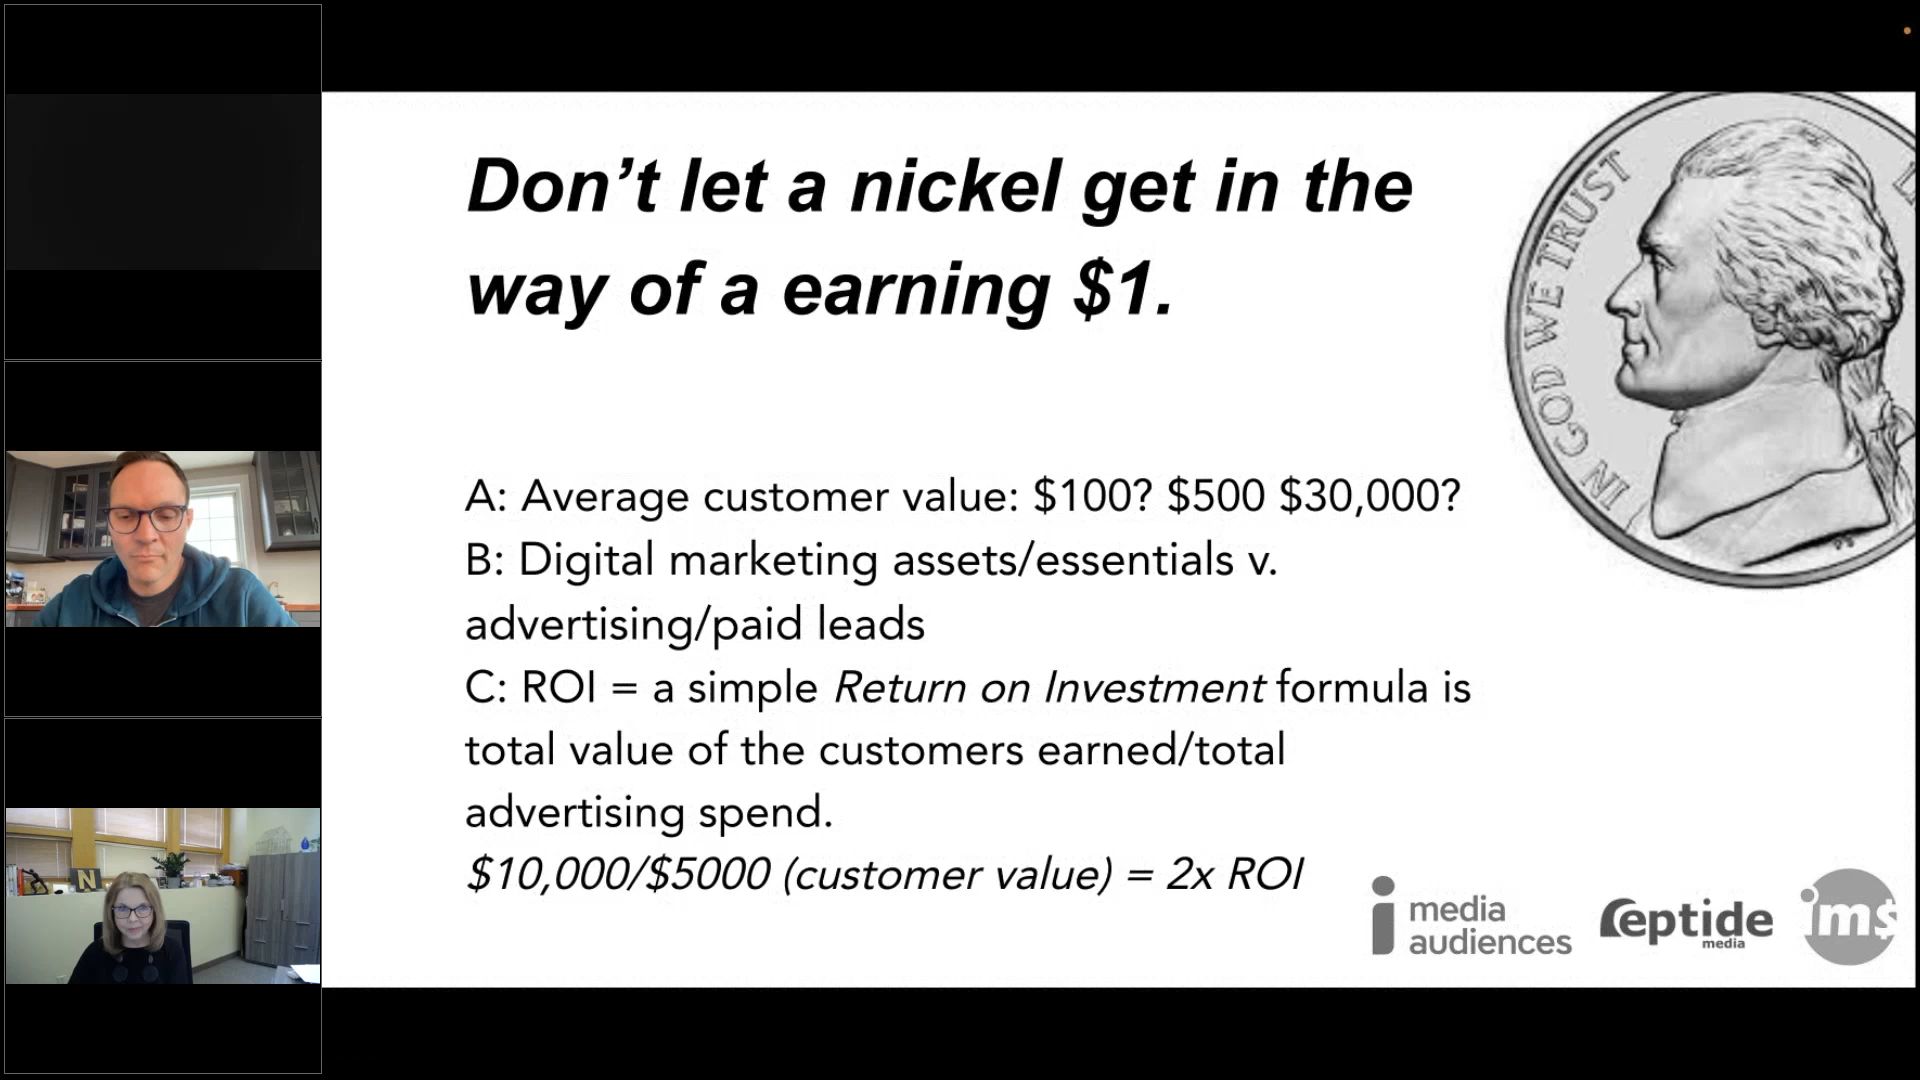 Don't let a nickel get in the
way of a earning $1.
IN GOD WE TRUST
A: Average customer value: $100? $500 $30,000?
B: Digital marketing assets/essentials v.
advertising/paid leads
C: ROI = a simple Return on Investment formula is
total value of the customers earned/total
advertising spend.
$10,000/$5000 (customer value) = 2x ROI
i media
audiences
reptide
media
im$
N